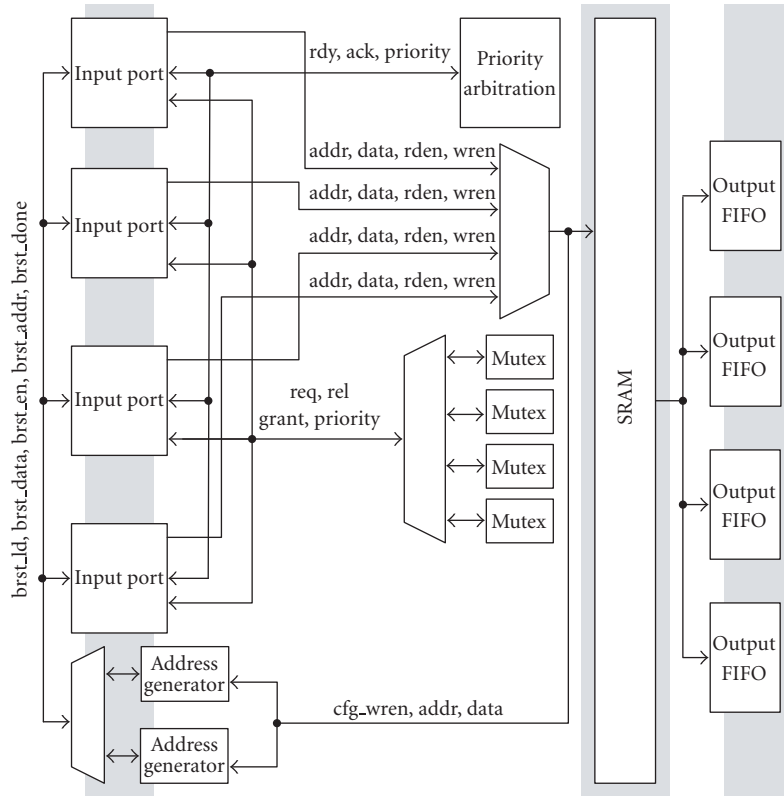 Input port
rdy, ack, priority
Priority
arbitration
addr, data, rden, wren
Input port
addr, data, rden, wren
addr, data, rden, wren
addr, data, rden, wren
Output
FIFO
brst_ld, brst_data, brst_en, brst_addr, brst_done
Input port
req, rel
grant, priority
Mutex
Mutex
Mutex
Mutex
SRAM
Output
FIFO
Output
FIFO
Input port
Output
FIFO
Address
generator
cfg_wren, addr, data
Address
generator